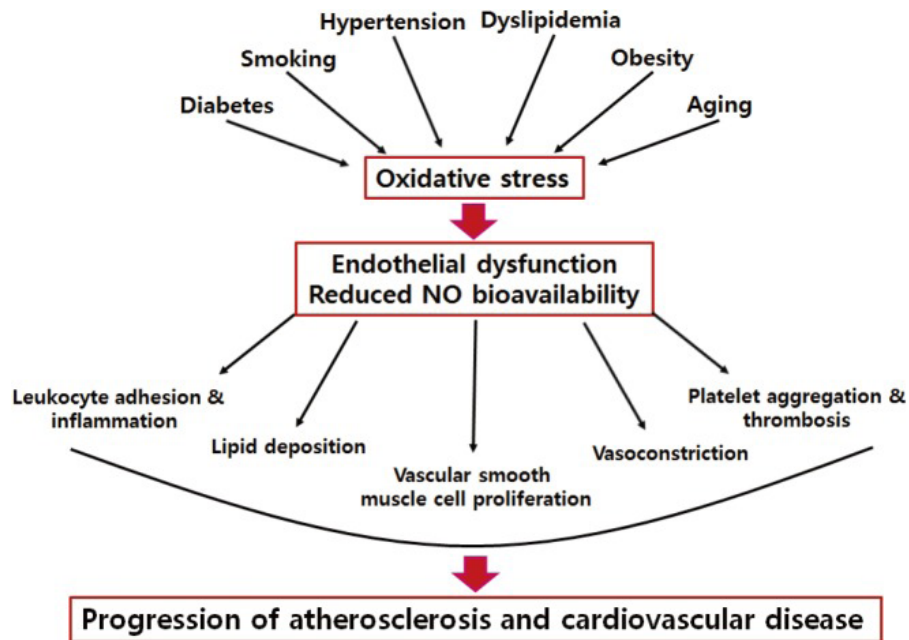 Hypertension
Dyslipidemia
Smoking
Obesity
Diabetes
Aging
Oxidative stress
Endothelial dysfunction
Reduced NO bioavailability
Leukocyte adhesion &
inflammation
Lipid deposition
Vascular smooth
muscle cell proliferation
Vasoconstriction
Platelet aggregation &
thrombosis
Progression of atherosclerosis and cardiovascular disease